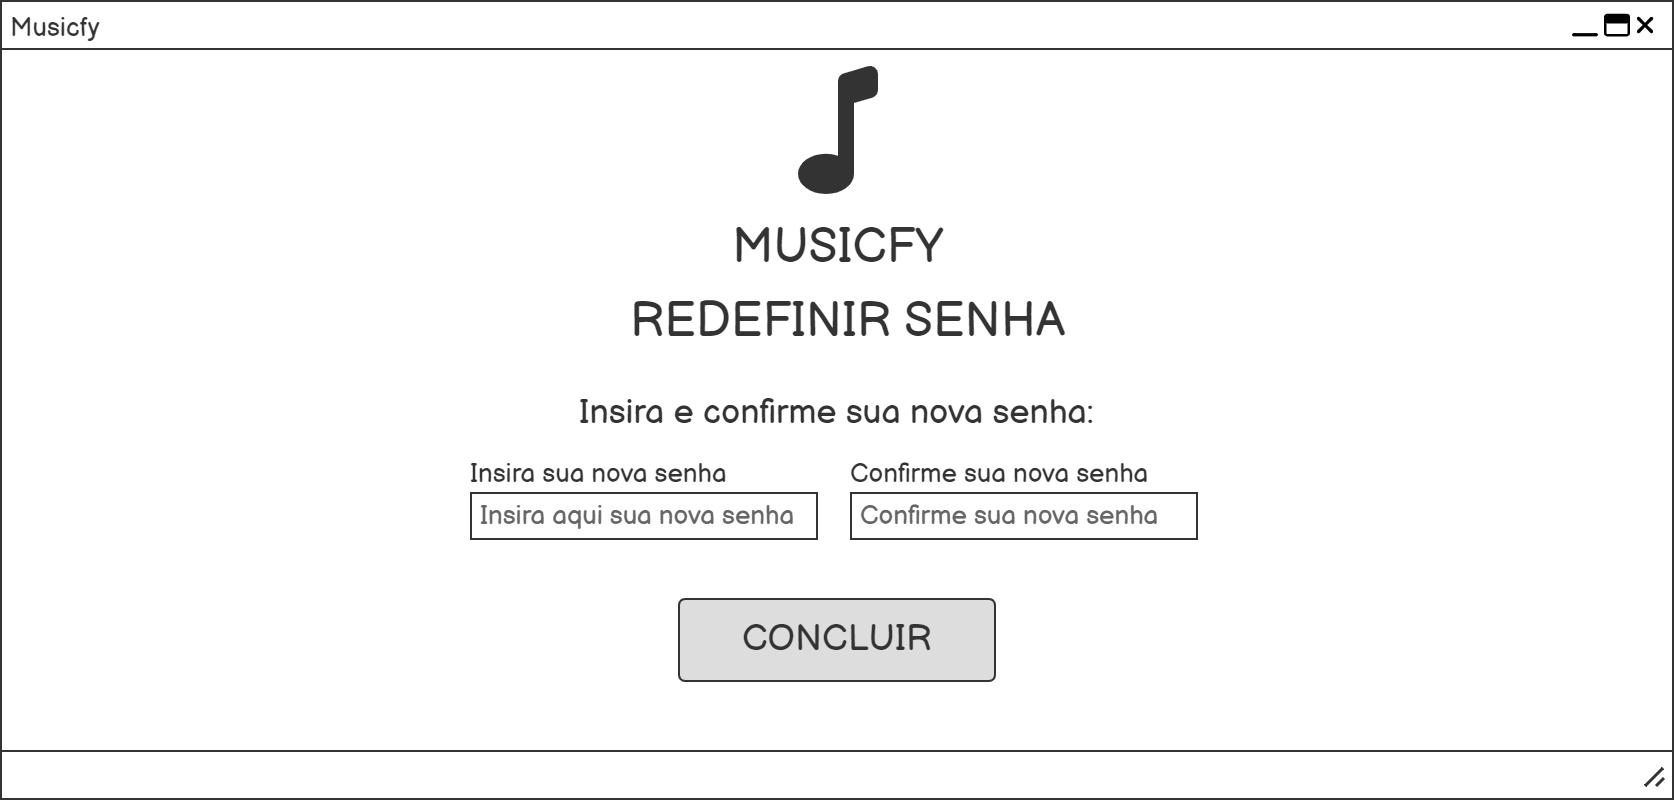 Musicfy
MUSICFY
REDEFINIR SENHA
Insira e confirme sua nova senha:
Insira sua nova senha
Confirme sua nova senha
Insira aqui sua nova senha
Confirme sua nova senha
CONCLUIR